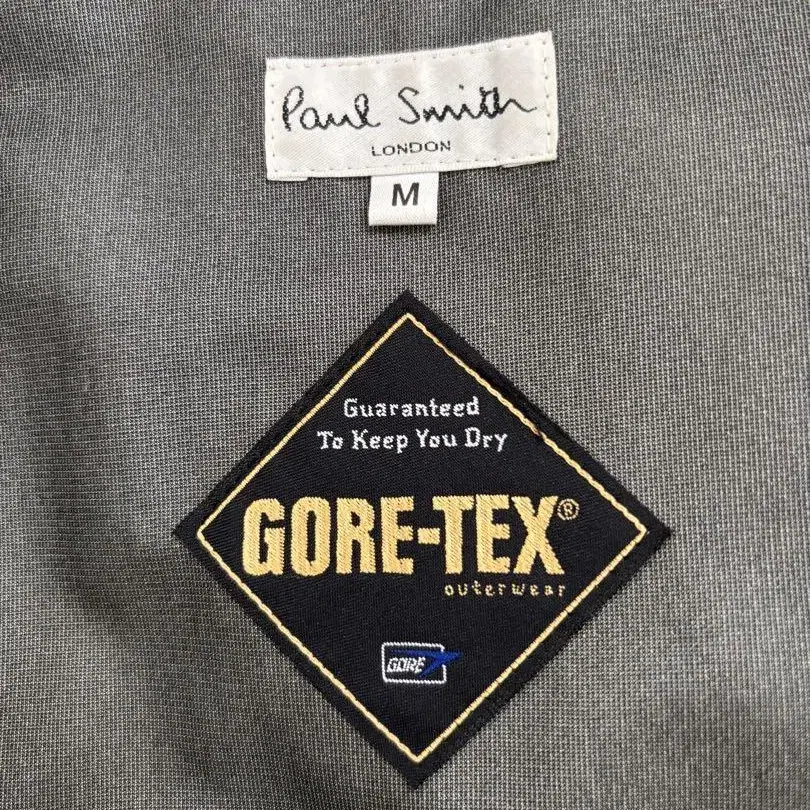 Paul Smith
LONDON
M
Guaranteed
To Keep You Dry
GORE-TEX®
outerwear
GORE